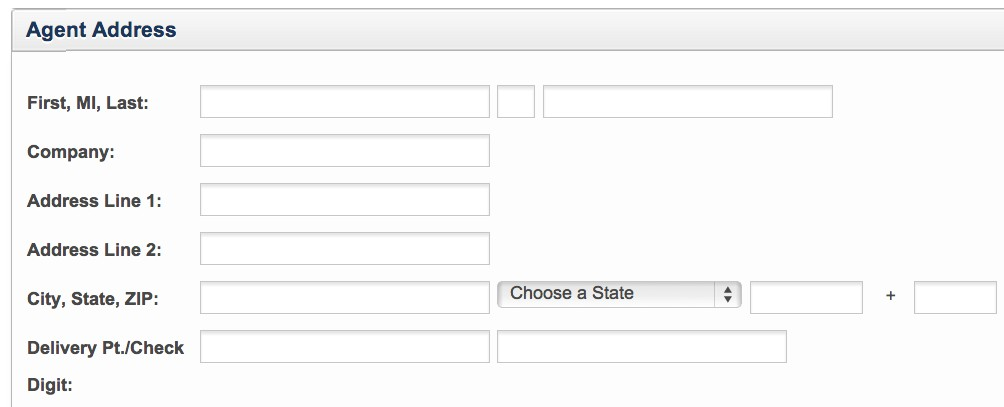 Agent Address
First, MI, Last:
Company:
Address Line 1:
Address Line 2:
City, State, ZIP: Choose a State +
Delivery Pt./Check
Digit: